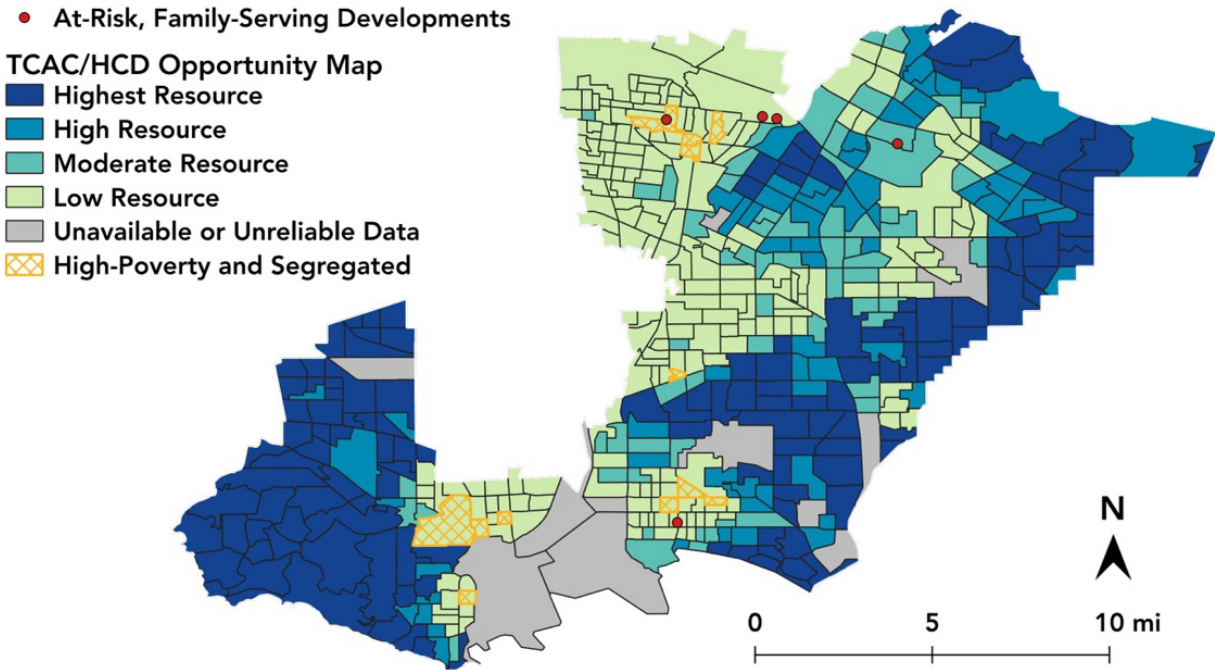 At-Risk, Family-Serving Developments
TCAC/HCD Opportunity Map
Highest Resource
High Resource
Moderate Resource
Low Resource
Unavailable or Unreliable Data
High-Poverty and Segregated
N
0 5 10 mi